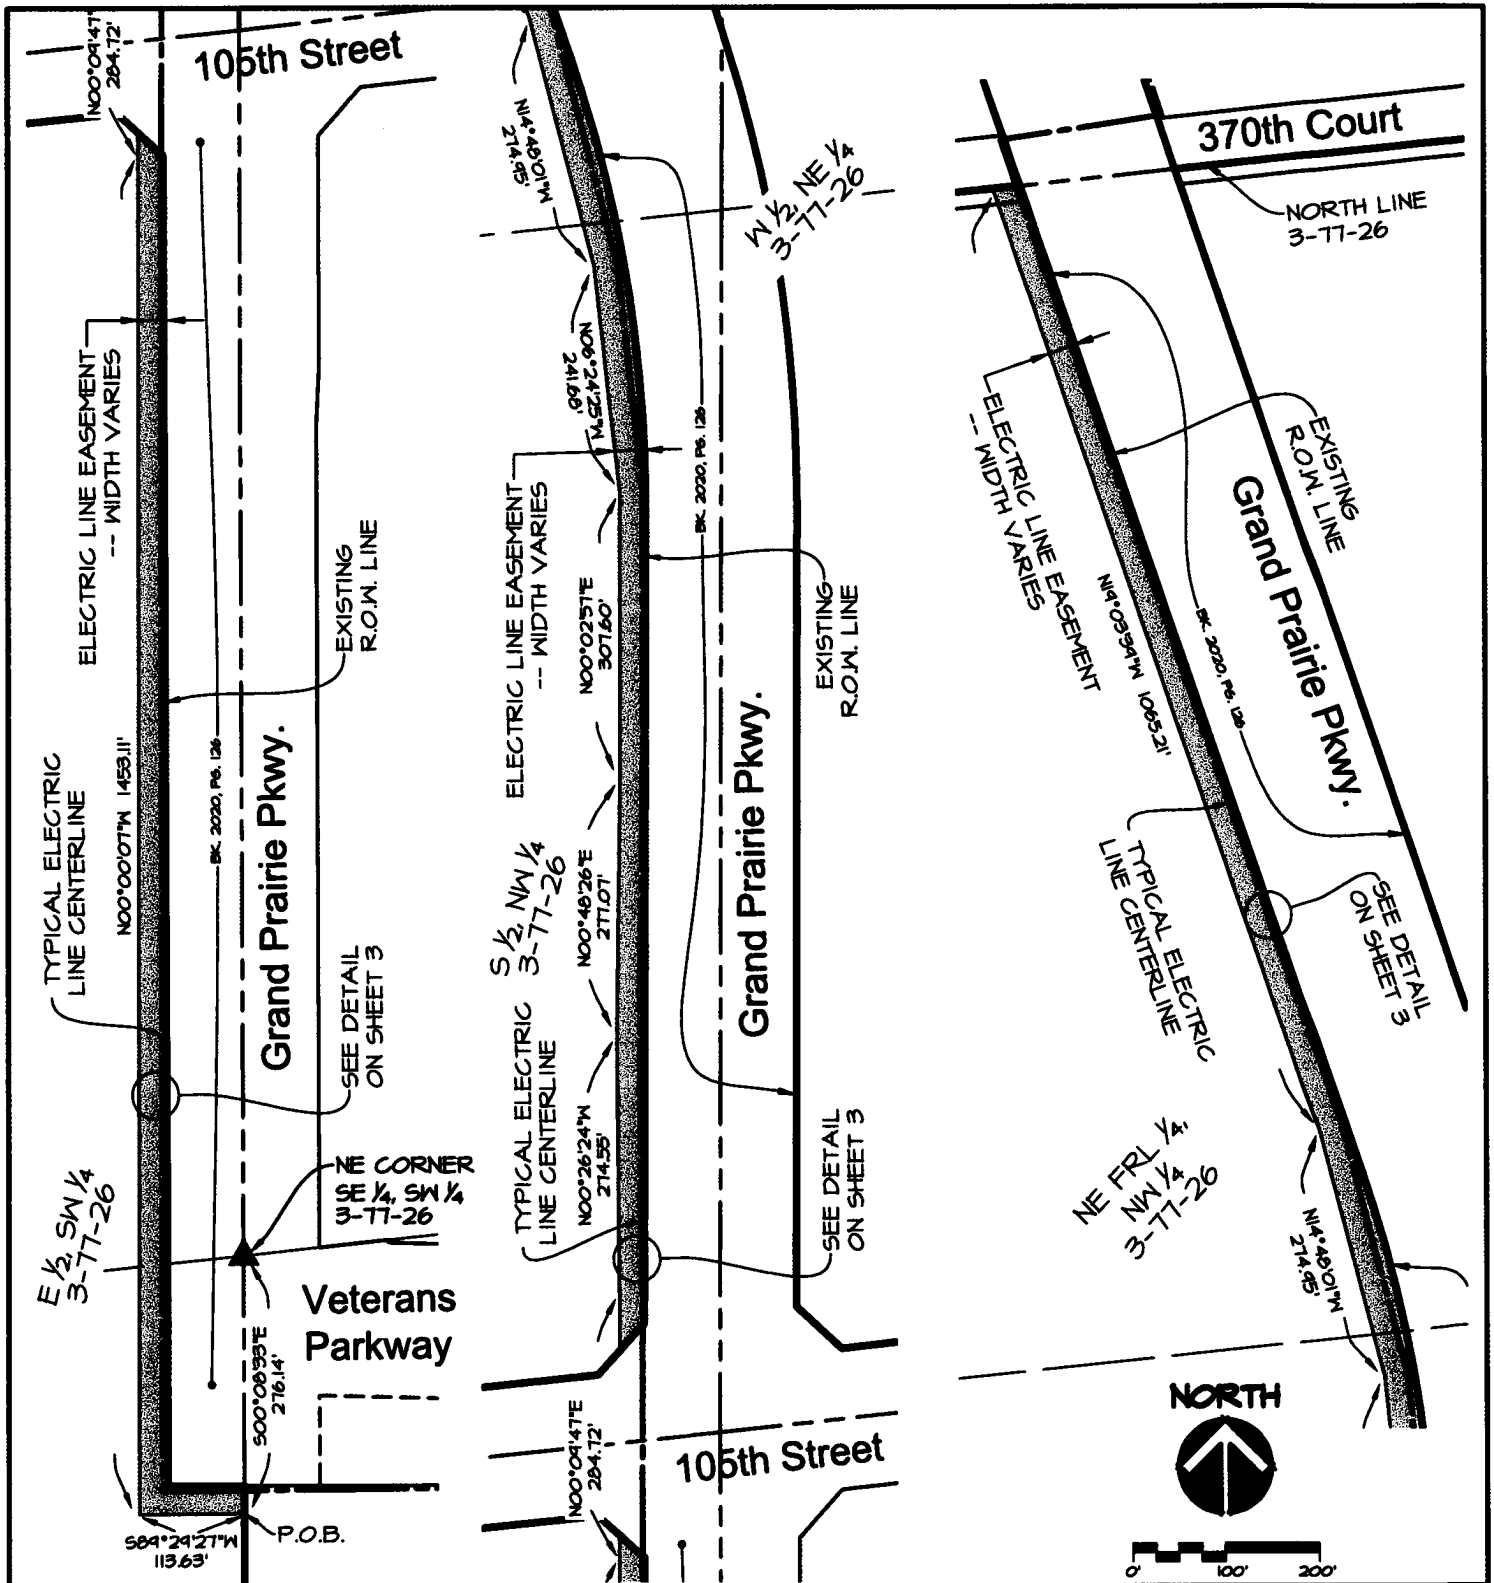 N00°09'47"
284.72'
105th Street
ELECTRIC LINE EASEMENT
-- WIDTH VARIES
EXISTING
R.O.W. LINE
TYPICAL ELECTRIC
LINE CENTERLINE
N00°00'07"W 1453.11'
BK. 2020, PG. 126
Grand Prairie Pkwy.
SEE DETAIL
ON SHEET 3
E ½, SW ¼
3-77-26
NE CORNER
SE ¼, SW ¼
3-77-26
Veterans
Parkway
S00°08'33"E
276.14'
S89°29'27"W
113.63'
P.O.B.
N14°48'01"W
274.95'
W ½, NE ¼
3-77-26
N06°24'25"W
241.68'
BK. 2020, PG. 126
ELECTRIC LINE EASEMENT
-- WIDTH VARIES
N00°02'57"E
307.60'
EXISTING
R.O.W. LINE
Grand Prairie Pkwy.
S ½, NW ¼
3-77-26
N00°48'26"E
277.07'
TYPICAL ELECTRIC
LINE CENTERLINE
N00°26'24"W
274.55'
SEE DETAIL
ON SHEET 3
N00°09'47"E
284.72'
105th Street
370th Court
NORTH LINE
3-77-26
ELECTRIC LINE EASEMENT
-- WIDTH VARIES
EXISTING
R.O.W. LINE
Grand Prairie Pkwy.
BK. 2020, PG. 126
N19°03'59"W 1065.21'
TYPICAL ELECTRIC
LINE CENTERLINE
SEE DETAIL
ON SHEET 3
NE FRL ¼,
NW ¼
3-77-26
N14°48'01"W
274.95'
NORTH
0' 100' 200'